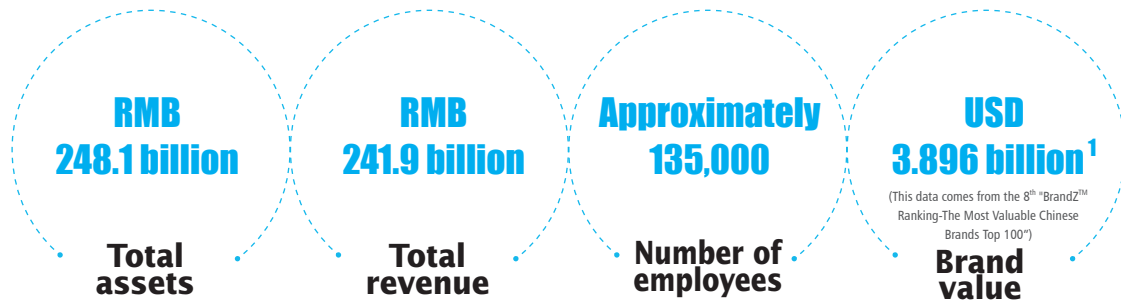 RMB
248.1 billion
Total
assets
RMB
241.9 billion
Total
revenue
Approximately
135,000
Number of
employees
USD
3.896 billion¹
(This data comes from the 8th "BrandZ™
Ranking-The Most Valuable Chinese
Brands Top 100")
Brand
value